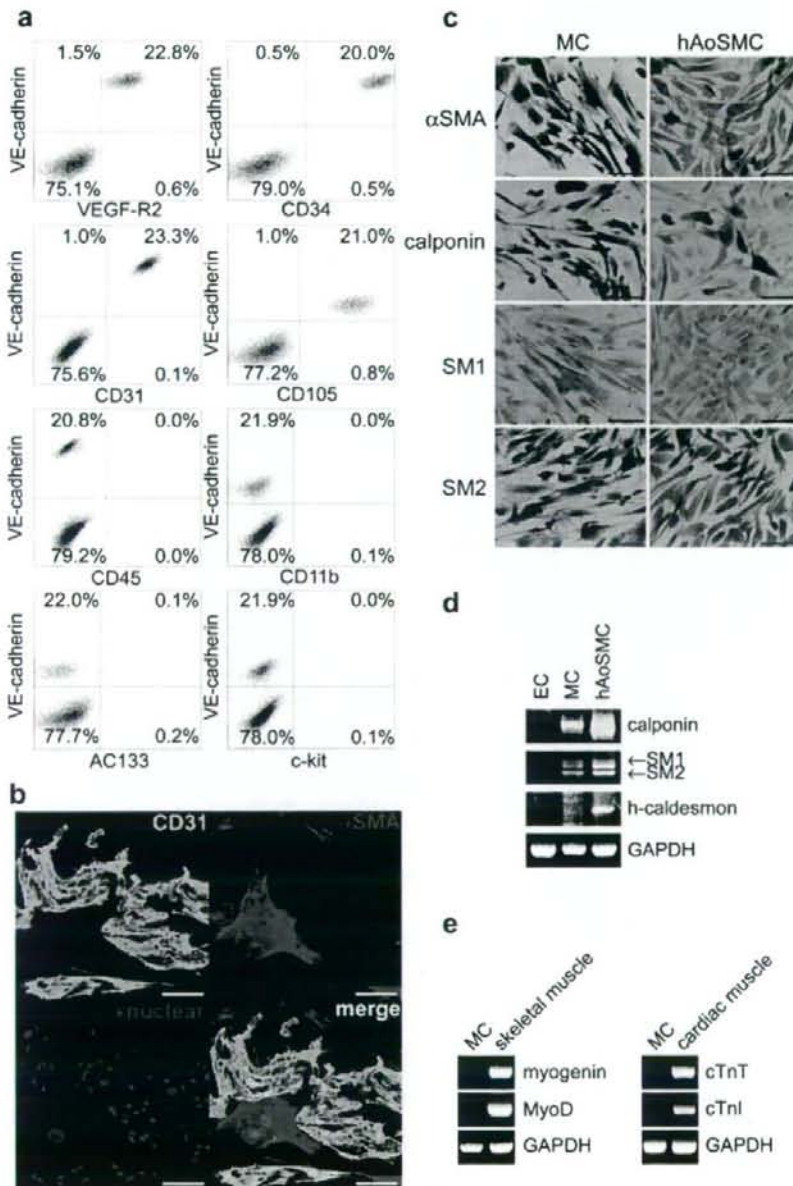 a
1.5% 22.8%
VE-cadherin
75.1% 0.6%
VEGF-R2
0.5% 20.0%
VE-cadherin
79.0% 0.5%
CD34
1.0% 23.3%
VE-cadherin
75.6% 0.1%
CD31
1.0% 21.0%
VE-cadherin
77.2% 0.8%
CD105
20.8% 0.0%
VE-cadherin
79.2% 0.0%
CD45
21.9% 0.0%
VE-cadherin
78.0% 0.1%
CD11b
22.0% 0.1%
VE-cadherin
77.7% 0.2%
AC133
21.9% 0.0%
VE-cadherin
78.0% 0.1%
c-kit
b
CD31
SMA
nuclear
merge
c
MC hAoSMC
αSMA
calponin
SM1
SM2
d
EC MC hAoSMC
calponin
←SM1
←SM2
h-caldesmon
GAPDH
e
MC skeletal muscle
myogenin
MyoD
GAPDH
MC cardiac muscle
cTnT
cTnI
GAPDH